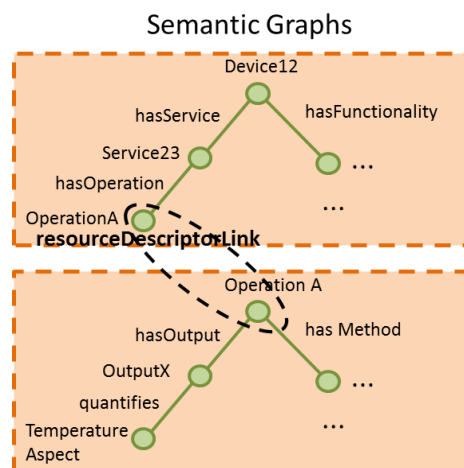 Semantic Graphs
Device12
hasService
hasFunctionality
Service23
...
hasOperation
...
OperationA
resourceDescriptorLink
Operation A
hasOutput
has Method
OutputX
...
quantifies
...
Temperature
Aspect